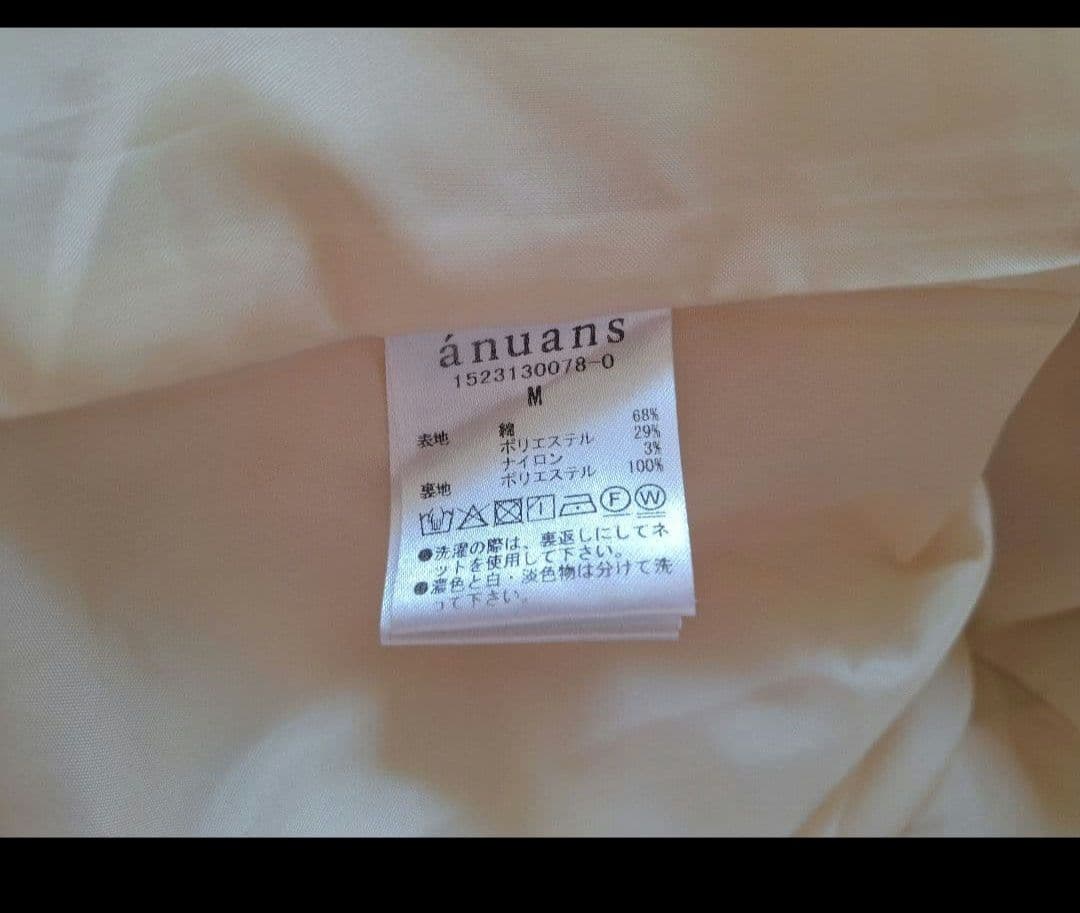 ánuans
1523130078-0
M
表地 綿 68%
ポリエステル 29%
ナイロン 3%
裏地 ポリエステル 100%
F W
●洗濯の際は、裏返しにしてネ
ットを使用して下さい。
●濃色と白・淡色物は分けて洗
って下さい。